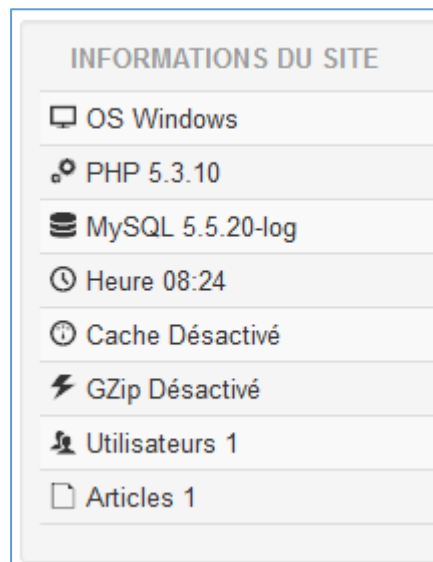 INFORMATIONS DU SITE
OS Windows
PHP 5.3.10
MySQL 5.5.20-log
Heure 08:24
Cache Désactivé
GZip Désactivé
Utilisateurs 1
Articles 1